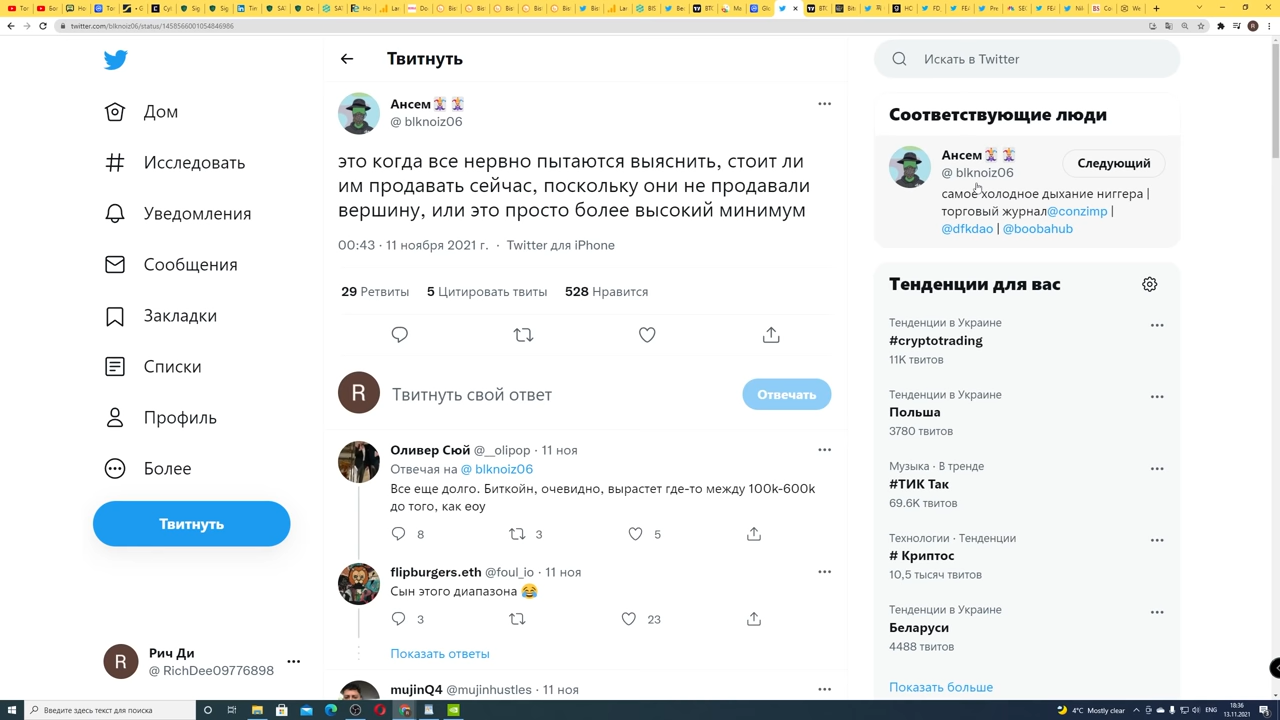 twitter.com/blknoiz06/status/1458566001054846986
Дом
Исследовать
Уведомления
Сообщения
Закладки
Списки
Профиль
Более
Твитнуть
Рич Ди
@ RichDee09776898
Твитнуть
Ансем
@ blknoiz06
это когда все нервно пытаются выяснить, стоит ли
им продавать сейчас, поскольку они не продавали
вершину, или это просто более высокий минимум
00:43 · 11 ноября 2021 г. · Twitter для iPhone
29 Ретвиты 5 Цитировать твиты 528 Нравится
R Твитнуть свой ответ Отвечать
Оливер Сюй @__olipop · 11 ноя
Отвечая на @ blknoiz06
Все еще долго. Биткойн, очевидно, вырастет где-то между 100k-600k
до того, как еоу
8 3 5
flipburgers.eth @foul_io · 11 ноя
Сын этого диапазона 😂
3 23
Показать ответы
mujinQ4 @mujinhustles · 11 ноя
Искать в Twitter
Соответствующие люди
Ансем
@ blknoiz06
Следующий
самое холодное дыхание ниггера |
торговый журнал@conzimp |
@dfkdao | @boobahub
Тенденции для вас
Тенденции в Украине
#cryptotrading
11K твитов
Тенденции в Украине
Польша
3780 твитов
Музыка · В тренде
#ТИК Так
69.6K твитов
Технологии · Тенденции
# Криптос
10,5 тысяч твитов
Тенденции в Украине
Беларуси
4488 твитов
Показать больше
Введите здесь текст для поиска
4°C Mostly clear
ENG
18:36
13.11.2021